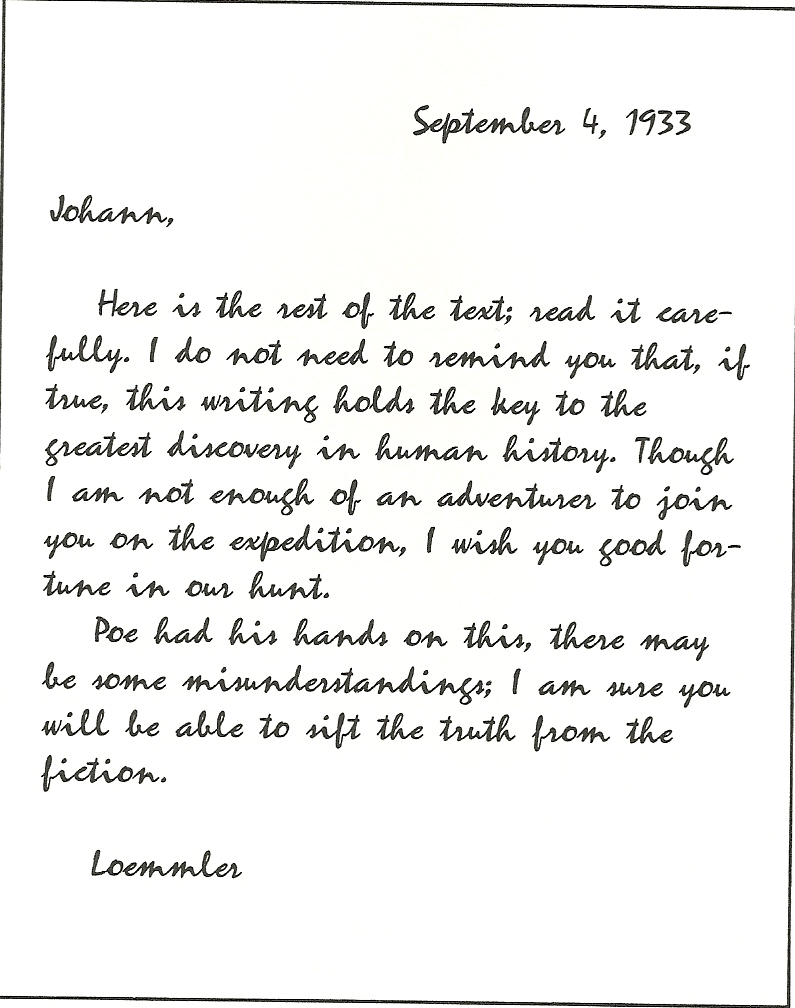 September 4, 1933
Johann,
Here is the rest of the text; read it care-
fully. I do not need to remind you that, if
true, this writing holds the key to the
greatest discovery in human history. Though
I am not enough of an adventurer to join
you on the expedition, I wish you good for-
tune in our hunt.
Poe had his hands on this, there may
be some misunderstandings; I am sure you
will be able to sift the truth from the
fiction.
Loemmler